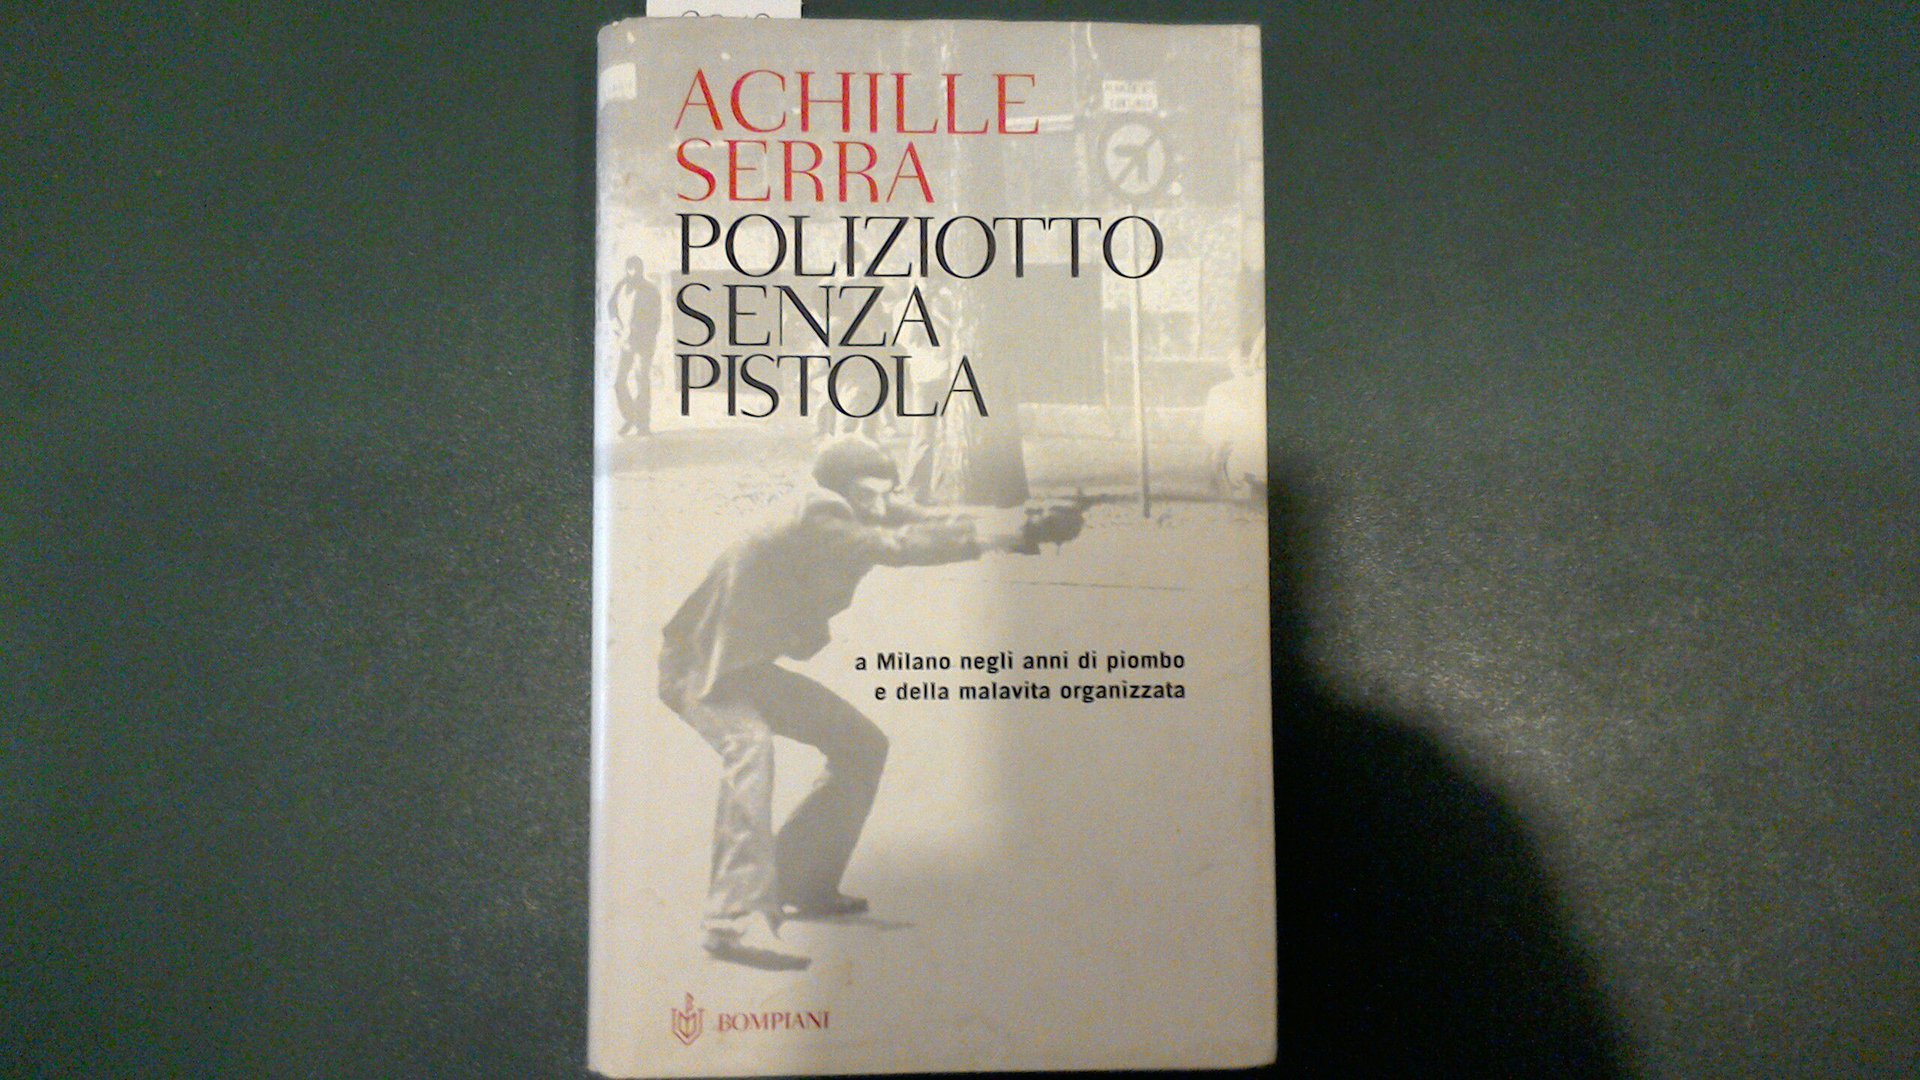 ACHILLE
SERRA
POLIZIOTTO
SENZA
PISTOLA
a Milano negli anni di piombo
e della malavita organizzata
BOMPIANI